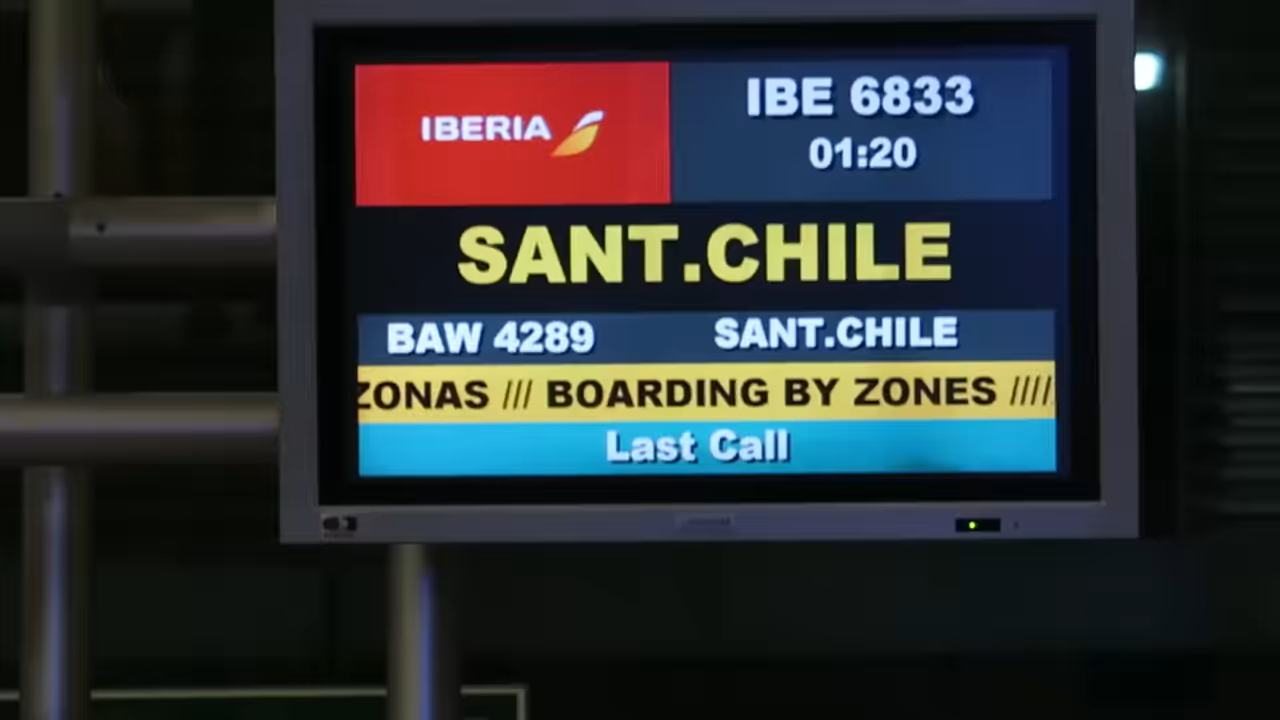 IBERIA
IBE 6833
01:20
SANT.CHILE
BAW 4289 SANT.CHILE
ZONAS /// BOARDING BY ZONES ////
Last Call